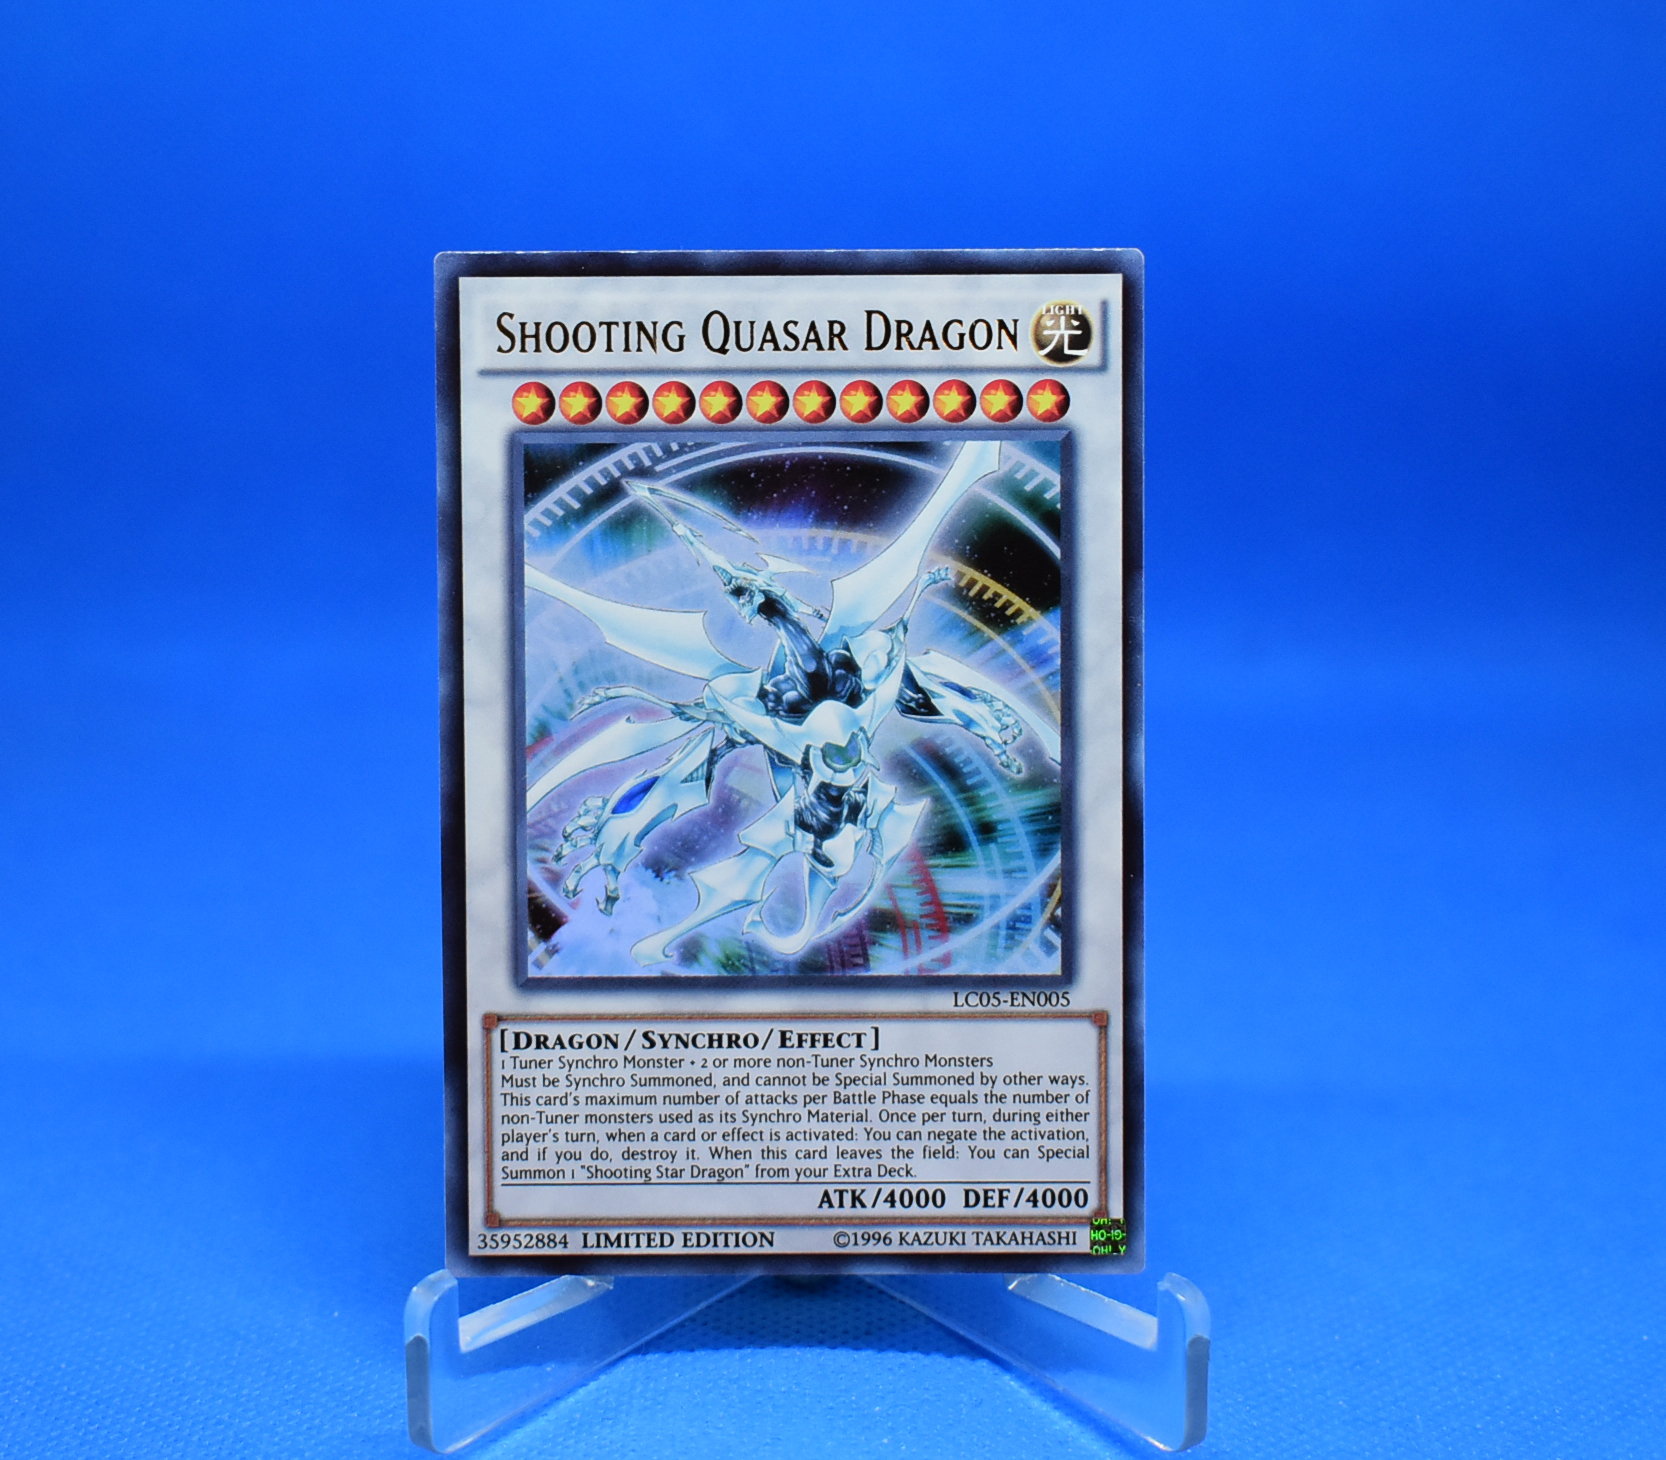 SHOOTING QUASAR DRAGON
LIGHT
光
LC05-EN005
[DRAGON/SYNCHRO/EFFECT]
1 Tuner Synchro Monster + 2 or more non-Tuner Synchro Monsters
Must be Synchro Summoned, and cannot be Special Summoned by other ways.
This card's maximum number of attacks per Battle Phase equals the number of
non-Tuner monsters used as its Synchro Material. Once per turn, during either
player's turn, when a card or effect is activated: You can negate the activation,
and if you do, destroy it. When this card leaves the field: You can Special
Summon 1 "Shooting Star Dragon" from your Extra Deck.
ATK/4000 DEF/4000
35952884 LIMITED EDITION ©1996 KAZUKI TAKAHASHI